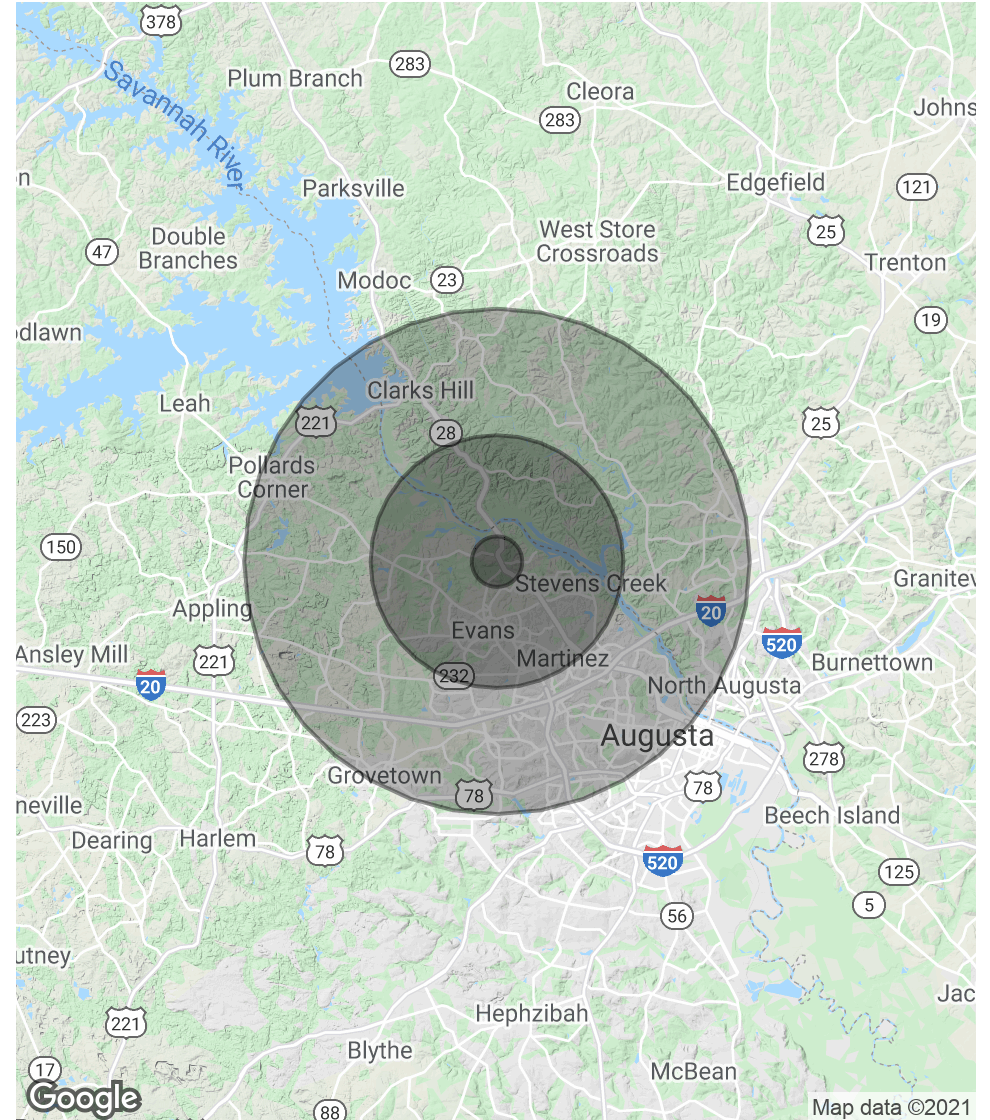 378
Plum Branch
283
Savannah River
Cleora
283
Johns
n
Parksville
Edgefield
121
47
Double
Branches
West Store
Crossroads
25
Modoc
23
Trenton
odlawn
19
Leah
Clarks Hill
221
28
25
Pollards
Corner
150
Stevens Creek
Granitev
Appling
20
Evans
520
Ansley Mill
221
Martinez
Burnettown
20
232
North Augusta
223
Augusta
278
Grovetown
78
78
neville
Beech Island
Dearing
Harlem
78
520
125
5
56
utney
Jac
221
Hephzibah
Blythe
17
McBean
Google
88
Map data ©2021